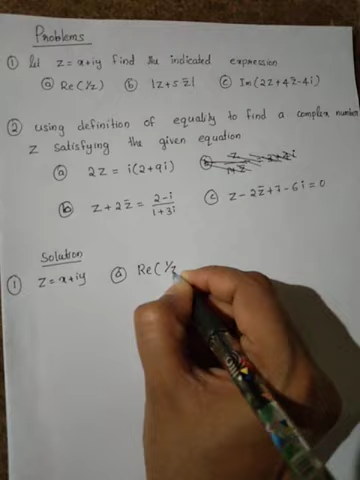 Problems
① let z = x+iy find the indicated expression
ⓐ Re(1/z) ⓑ |z+5z̄| ⓒ Im(2z+4z̄-4i)
② using definition of equality to find a complex number
z satisfying the given equation
ⓐ 2z = i(2+9i)
ⓑ z+2z̄ = (2-i)/(1+3i) ⓒ z-2z̄+7-6i=0
Solution
① z=x+iy ⓐ Re(1/z